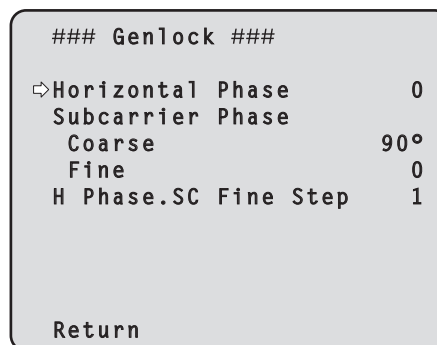 ### Genlock ###
⇨Horizontal Phase 0
Subcarrier Phase
Coarse 90°
Fine 0
H Phase.SC Fine Step 1
Return